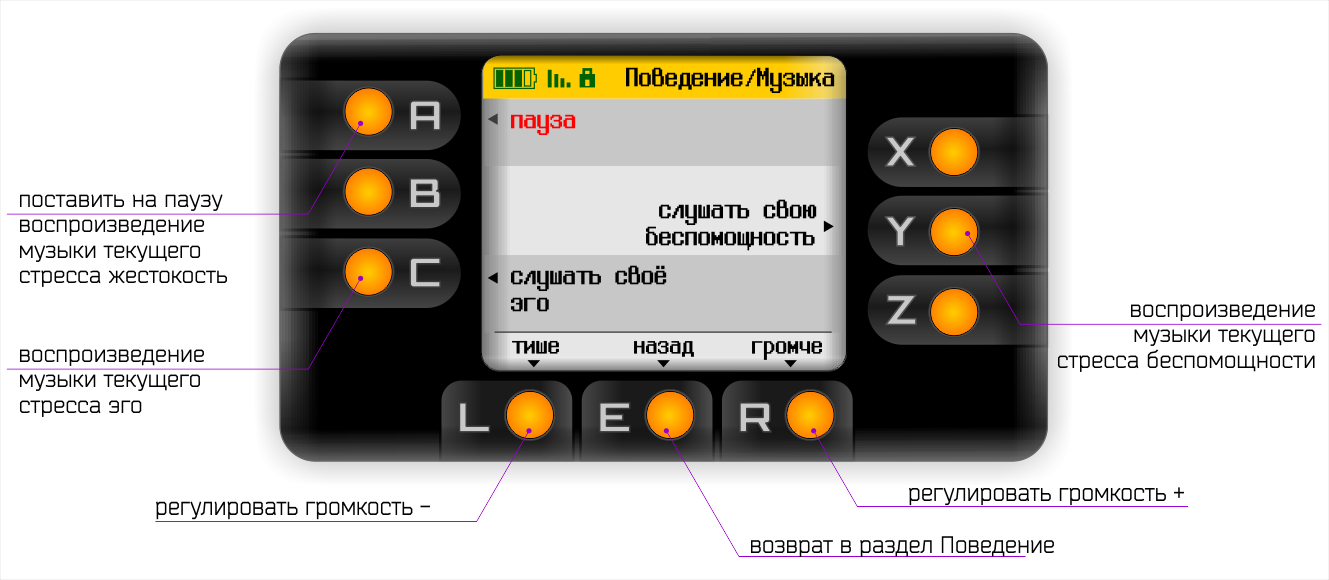 Поведение/Музыка
пауза
слушать свою
беспомощность
слушать своё
эго
тише назад громче
A
B
C
X
Y
Z
L
E
R
поставить на паузу
воспроизведение
музыки текущего
стресса жестокость
воспроизведение
музыки текущего
стресса эго
воспроизведение
музыки текущего
стресса беспомощности
регулировать громкость -
регулировать громкость +
возврат в раздел Поведение